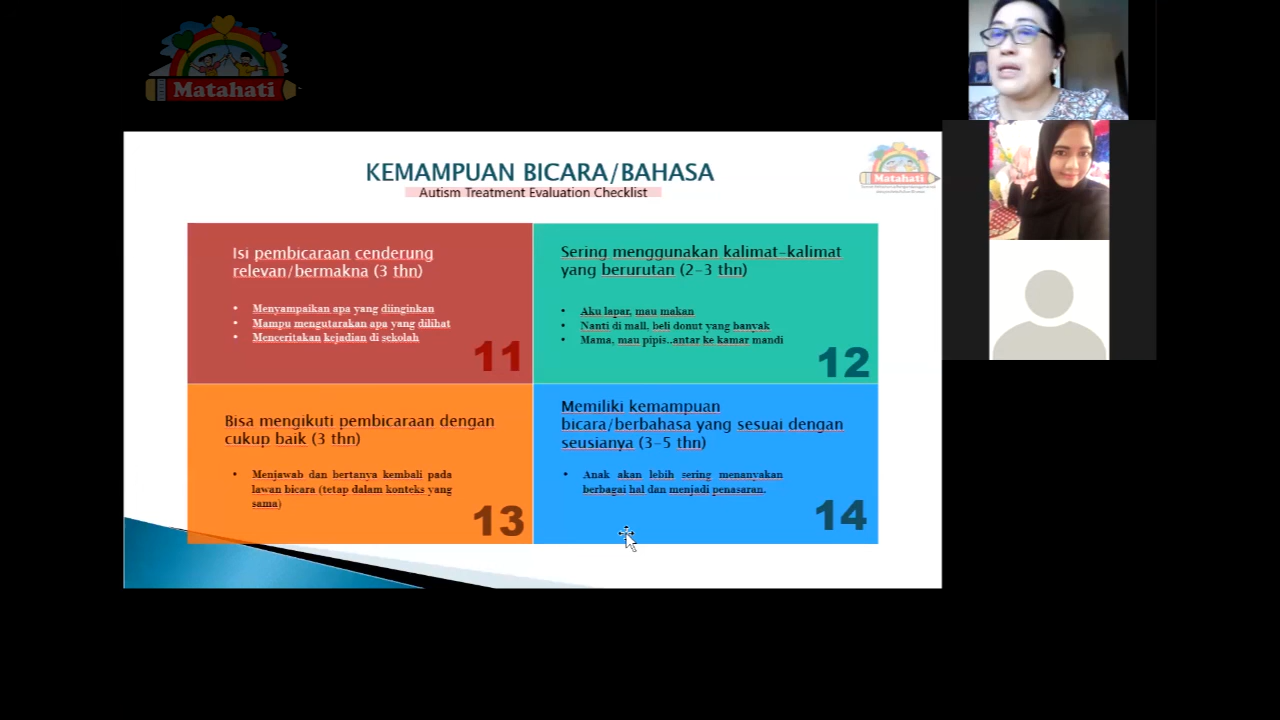 Matahati
KEMAMPUAN BICARA/BAHASA
Autism Treatment Evaluation Checklist
Matahati
Isi pembicaraan cenderung
relevan/bermakna (3 thn)
• Menyampaikan apa yang diinginkan
• Mampu mengutarakan apa yang dilihat
• Menceritakan kejadian di sekolah
11
Sering menggunakan kalimat-kalimat
yang berurutan (2-3 thn)
• Aku lapar, mau makan
• Nanti di mall, beli donut yang banyak
• Mama, mau pipis..antar ke kamar mandi
12
Bisa mengikuti pembicaraan dengan
cukup baik (3 thn)
• Menjawab dan bertanya kembali pada
lawan bicara (tetap dalam konteks yang
sama)
13
Memiliki kemampuan
bicara/berbahasa yang sesuai dengan
seusianya (3-5 thn)
• Anak akan lebih sering menanyakan
berbagai hal dan menjadi penasaran.
14